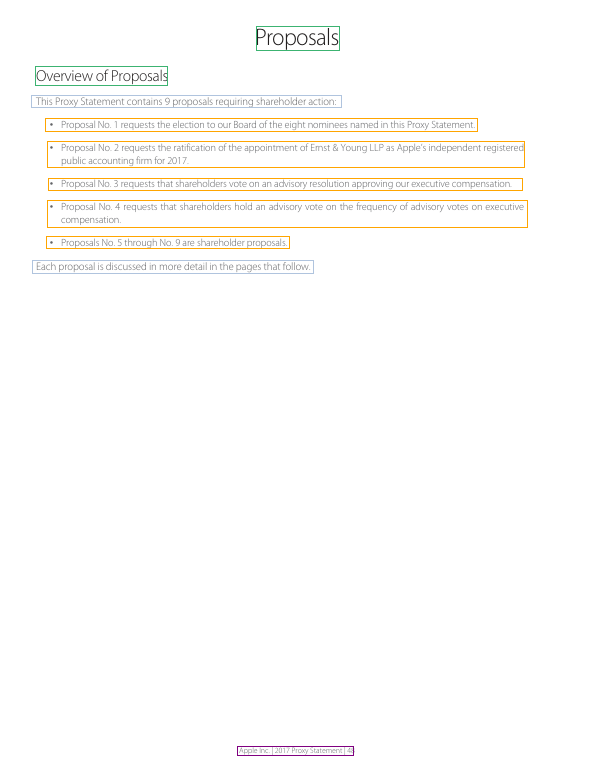 Proposals
Overview of Proposals
This Proxy Statement contains 9 proposals requiring shareholder action:
• Proposal No. 1 requests the election to our Board of the eight nominees named in this Proxy Statement.
• Proposal No. 2 requests the ratification of the appointment of Ernst & Young LLP as Apple's independent registered
public accounting firm for 2017.
• Proposal No. 3 requests that shareholders vote on an advisory resolution approving our executive compensation.
• Proposal No. 4 requests that shareholders hold an advisory vote on the frequency of advisory votes on executive
compensation.
• Proposals No. 5 through No. 9 are shareholder proposals.
Each proposal is discussed in more detail in the pages that follow.
Apple Inc. | 2017 Proxy Statement |